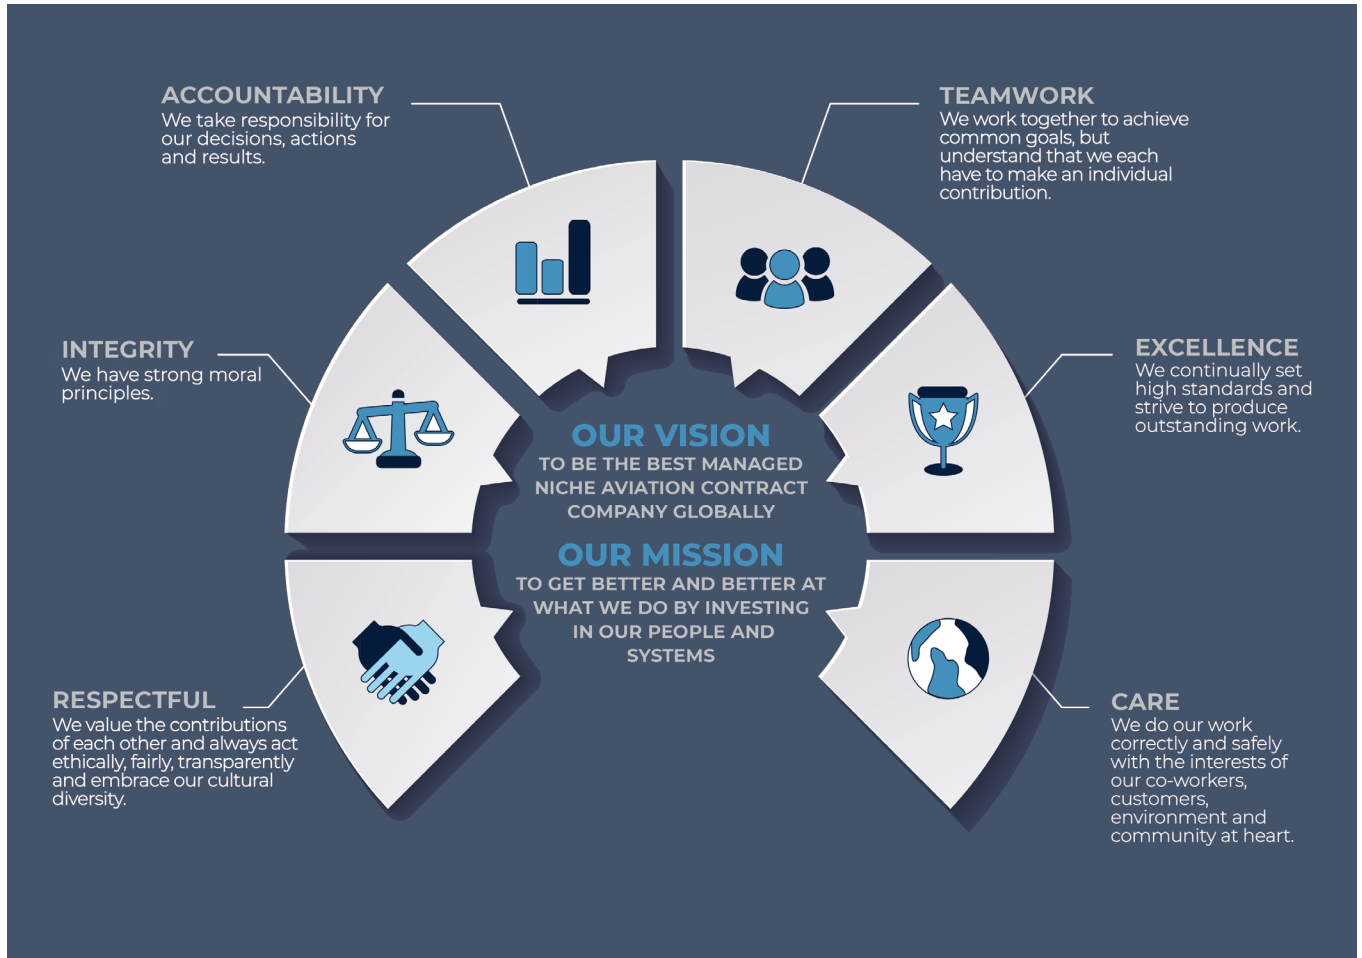 ACCOUNTABILITY
We take responsibility for
our decisions, actions
and results.
TEAMWORK
We work together to achieve
common goals, but
understand that we each
have to make an individual
contribution.
INTEGRITY
We have strong moral
principles.
EXCELLENCE
We continually set
high standards and
strive to produce
outstanding work.
OUR VISION
TO BE THE BEST MANAGED
NICHE AVIATION CONTRACT
COMPANY GLOBALLY
OUR MISSION
TO GET BETTER AND BETTER AT
WHAT WE DO BY INVESTING
IN OUR PEOPLE AND
SYSTEMS
RESPECTFUL
We value the contributions
of each other and always act
ethically, fairly, transparently
and embrace our cultural
diversity.
CARE
We do our work
correctly and safely
with the interests of
our co-workers,
customers,
environment and
community at heart.